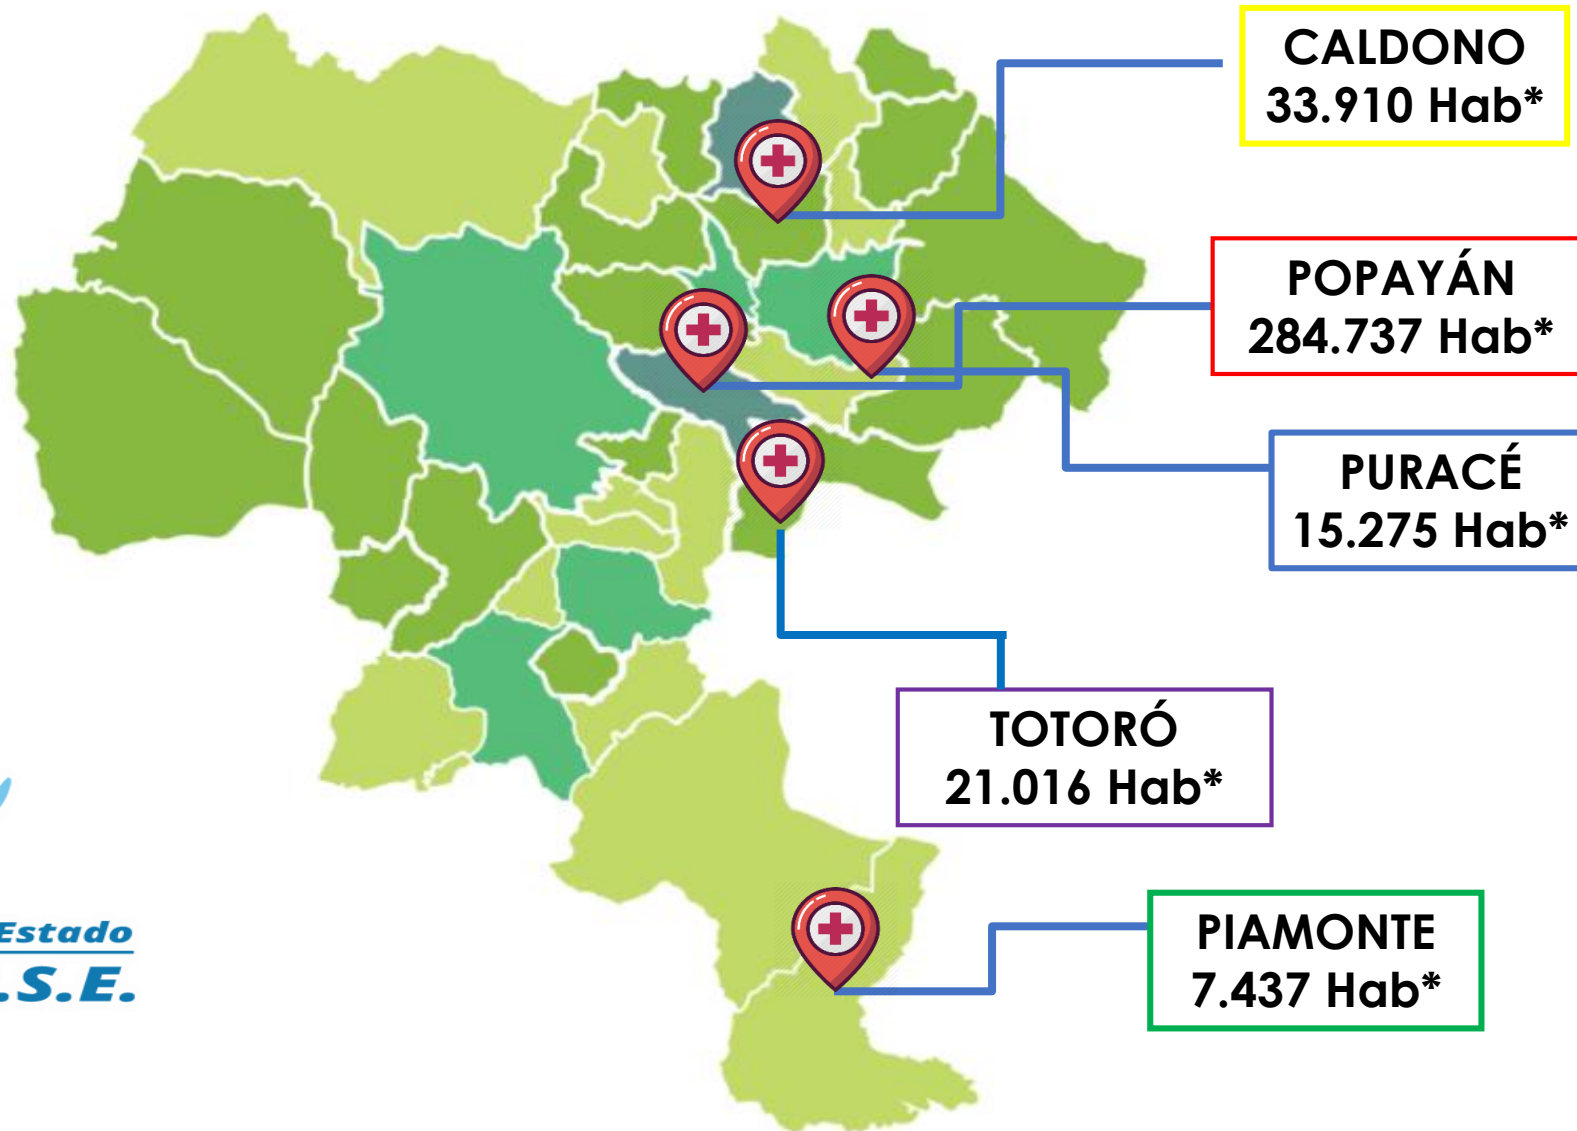 CALDONO
33.910 Hab*
POPAYÁN
284.737 Hab*
PURACÉ
15.275 Hab*
TOTORÓ
21.016 Hab*
PIAMONTE
7.437 Hab*
Estado
.S.E.